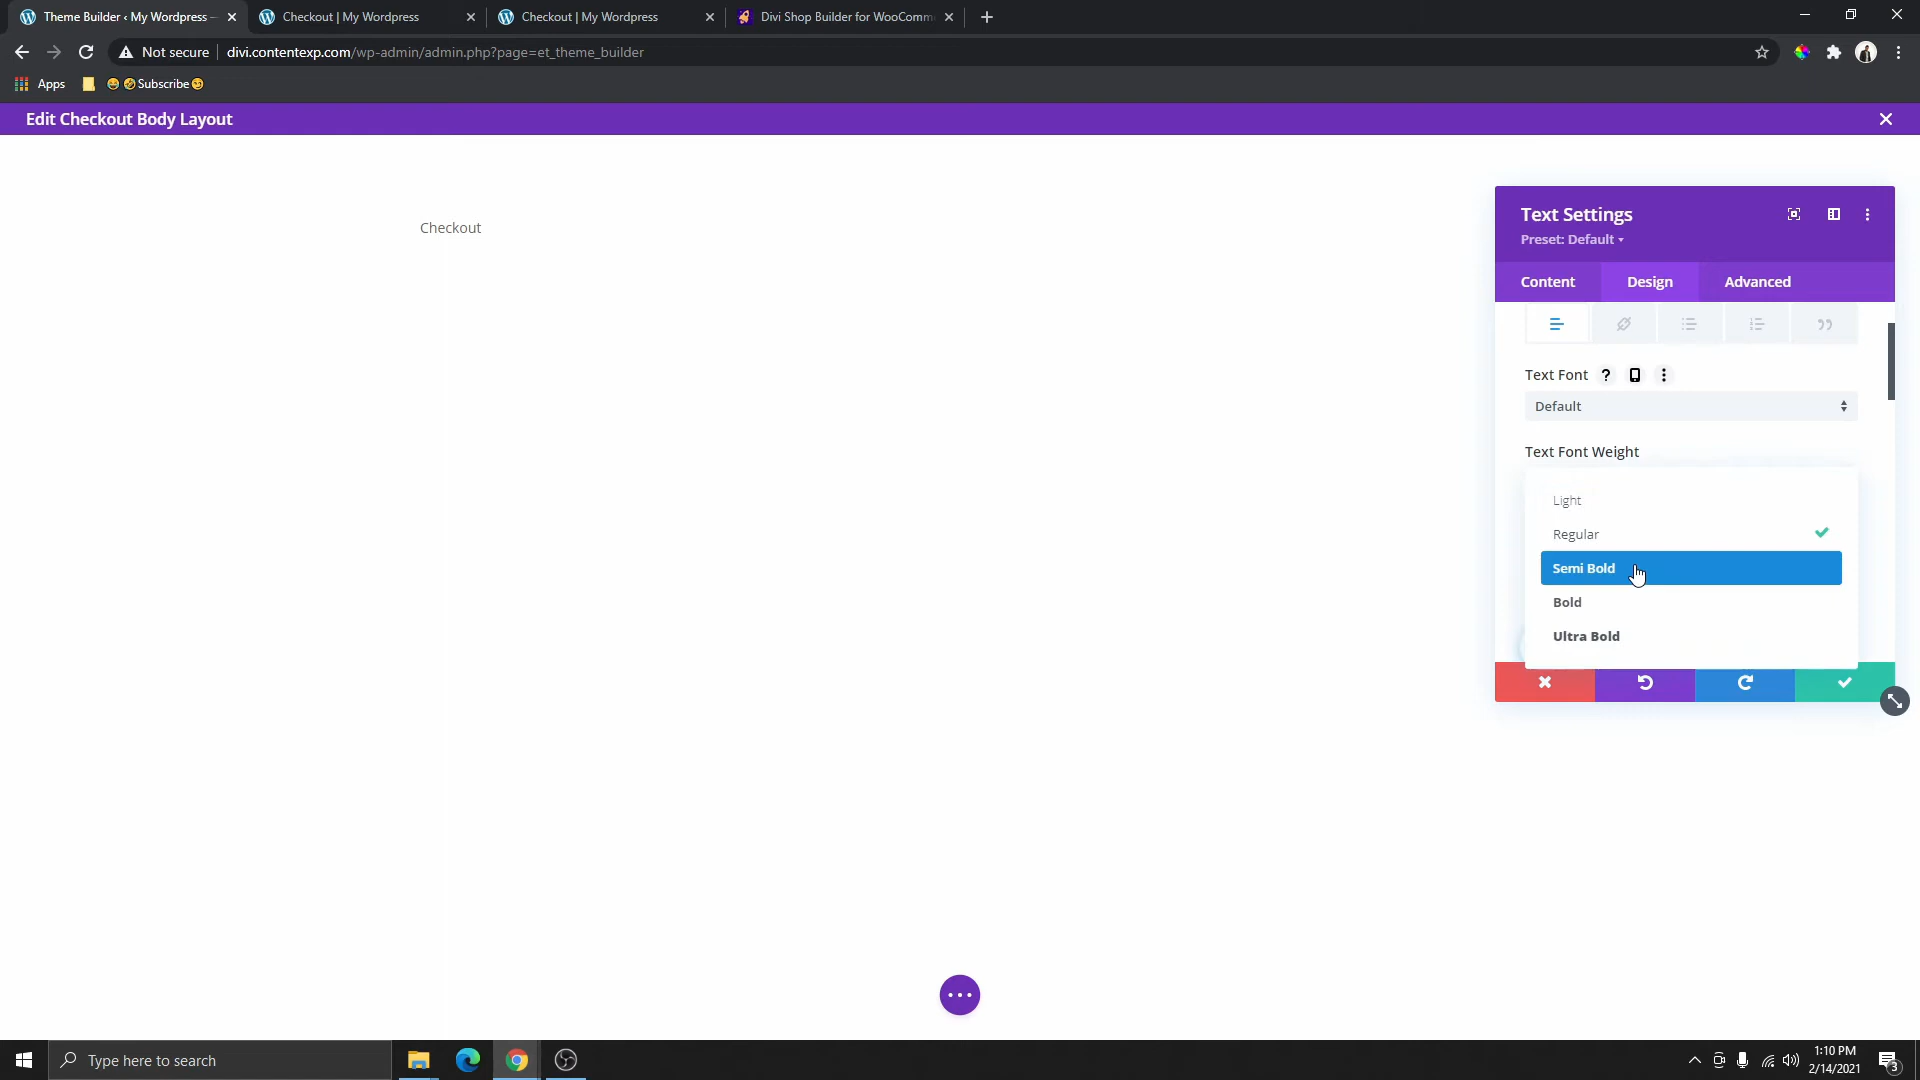 Theme Builder ‹ My Wordpress –
Checkout | My Wordpress
Checkout | My Wordpress
Divi Shop Builder for WooComm
Not secure
divi.contentexp.com/wp-admin/admin.php?page=et_theme_builder
Apps
Subscribe
Edit Checkout Body Layout
Checkout
Text Settings
Preset: Default
Content
Design
Advanced
Text Font
Default
Text Font Weight
Light
Regular
Semi Bold
Bold
Ultra Bold
Type here to search
1:10 PM
2/14/2021
3